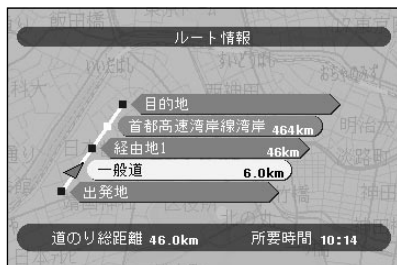 ルート情報
目的地
首都高速湾岸線湾岸 464km
経由地1 46km
一般道 6.0km
出発地
道のり総距離 46.0km 所要時間 10:14